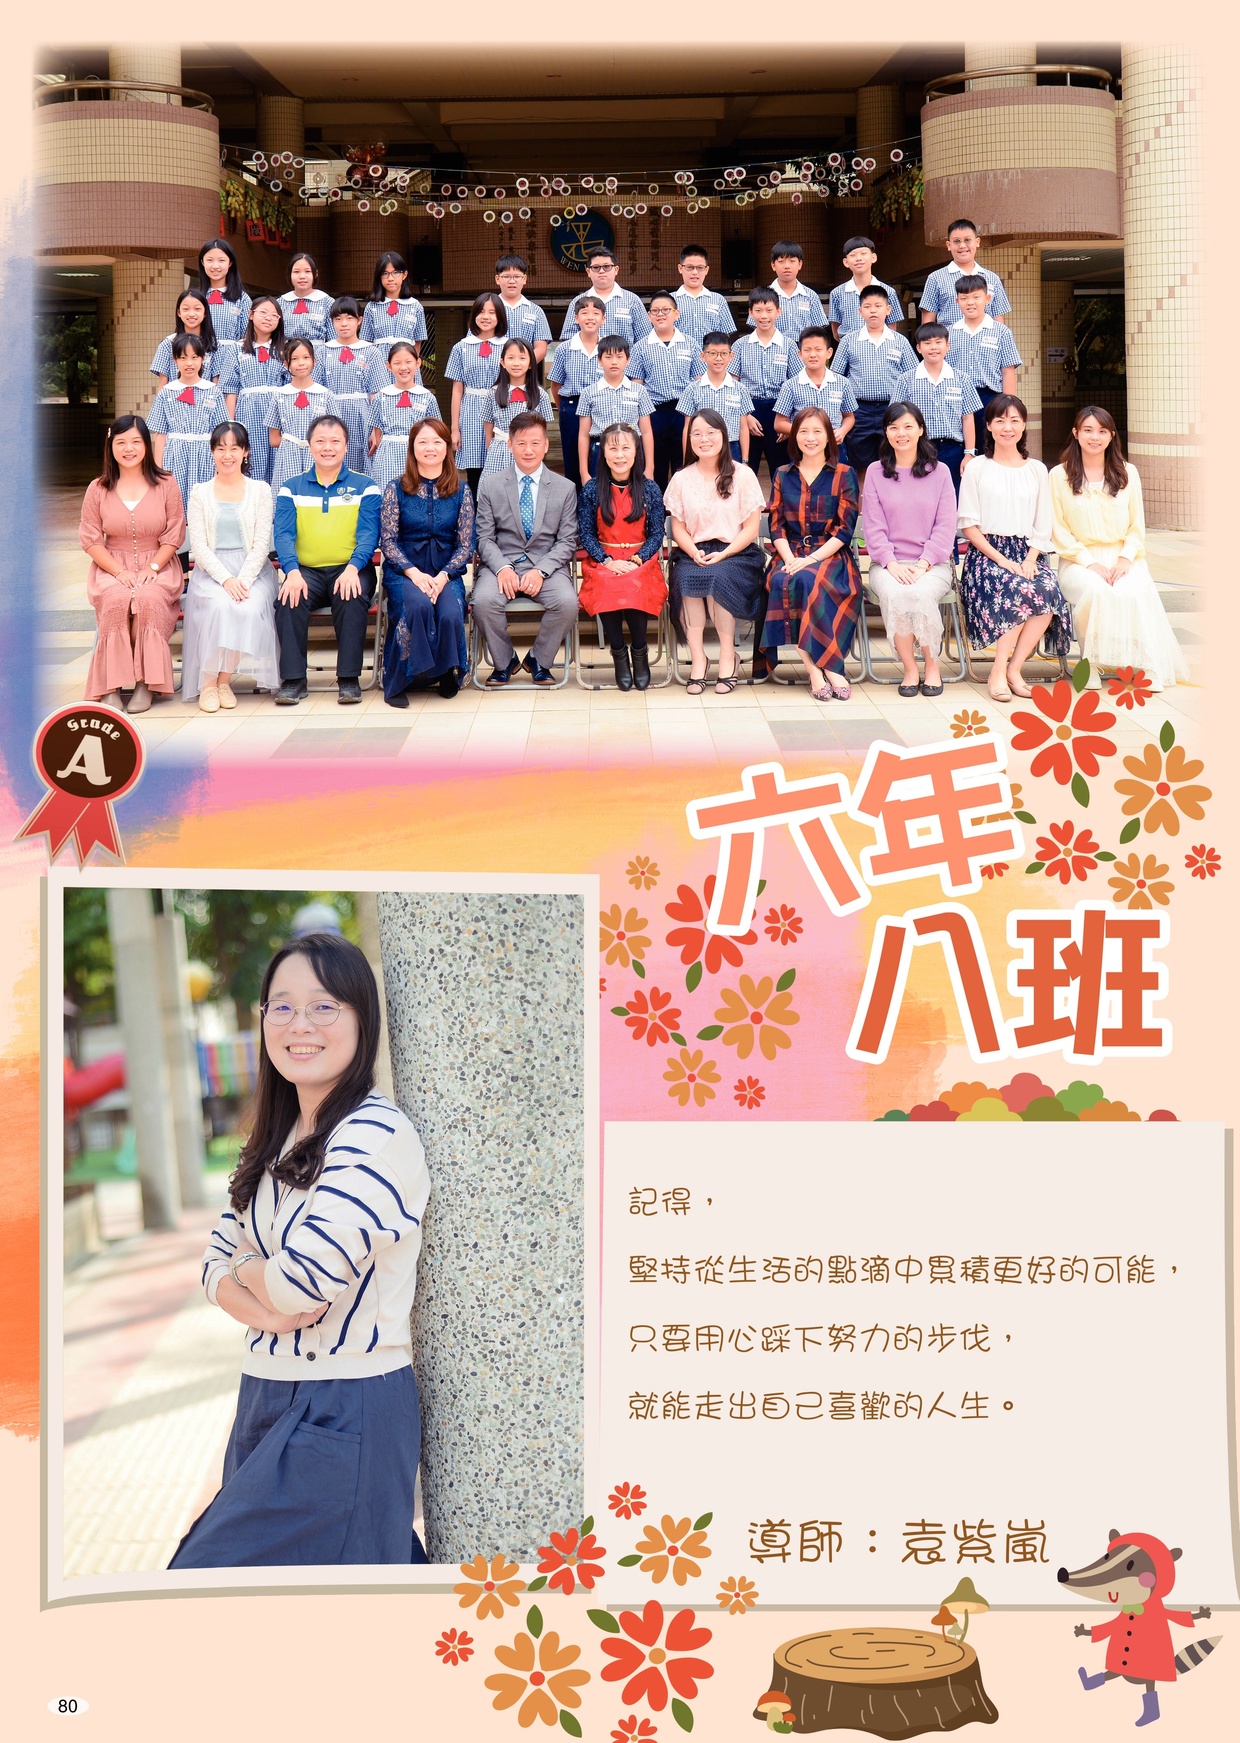 WEN
Grade
A
六年
八班
記得，
堅持從生活的點滴中累積更好的可能，
只要用心踩下努力的步伐，
就能走出自己喜歡的人生。
導師：袁紫嵐
80